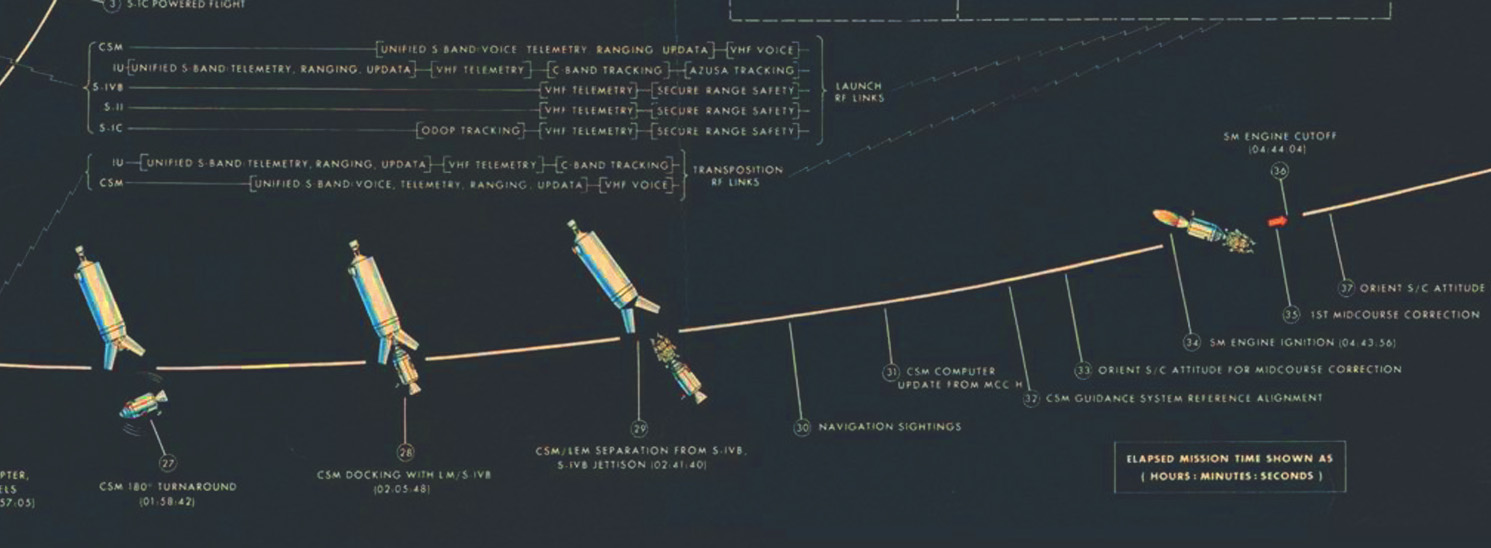 3 S-IC POWERED FLIGHT
CSM UNIFIED S BAND:VOICE TELEMETRY, RANGING, UPDATA VHF VOICE
IU UNIFIED S-BAND:TELEMETRY, RANGING, UPDATA VHF TELEMETRY C-BAND TRACKING AZUSA TRACKING
S-IVB VHF TELEMETRY SECURE RANGE SAFETY
S-II VHF TELEMETRY SECURE RANGE SAFETY
S-IC ODOP TRACKING VHF TELEMETRY SECURE RANGE SAFETY
LAUNCH
RF LINKS
IU UNIFIED S-BAND:TELEMETRY, RANGING, UPDATA VHF TELEMETRY C-BAND TRACKING
CSM UNIFIED S-BAND:VOICE, TELEMETRY, RANGING, UPDATA VHF VOICE
TRANSPOSITION
RF LINKS
PTER,
ELS
57:05)
27
CSM 180° TURNAROUND
(01:58:42)
28
CSM DOCKING WITH LM/S-IVB
(02:05:48)
29
CSM/LEM SEPARATION FROM S-IVB,
S-IVB JETTISON (02:41:40)
30 NAVIGATION SIGHTINGS
31 CSM COMPUTER
UPDATE FROM MCC H
32 CSM GUIDANCE SYSTEM REFERENCE ALIGNMENT
33 ORIENT S/C ATTITUDE FOR MIDCOURSE CORRECTION
34 SM ENGINE IGNITION (04:43:56)
35 1ST MIDCOURSE CORRECTION
SM ENGINE CUTOFF
(04:44:04)
36
37 ORIENT S/C ATTITUDE
ELAPSED MISSION TIME SHOWN AS
( HOURS : MINUTES : SECONDS )